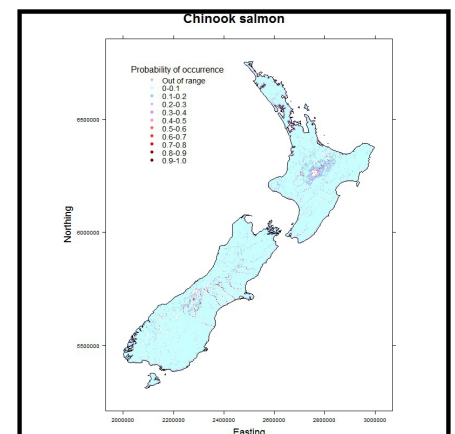 Chinook salmon
Probability of occurrence
Out of range
0-0.1
0.1-0.2
0.2-0.3
0.3-0.4
0.4-0.5
0.5-0.6
0.6-0.7
0.7-0.8
0.8-0.9
0.9-1.0
6500000
6000000
5500000
Northing
2000000 2200000 2400000 2600000 2800000 3000000
Easting